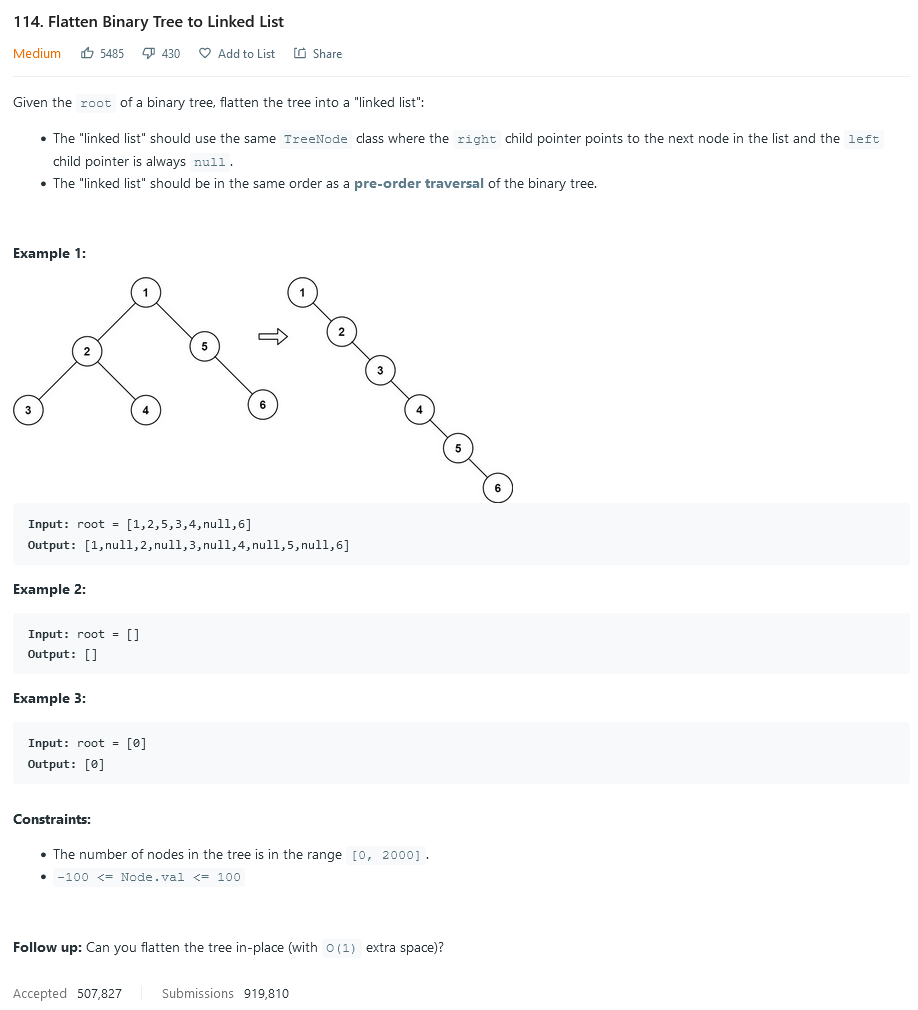 114. Flatten Binary Tree to Linked List
Medium 5485 430 Add to List Share
Given the root of a binary tree, flatten the tree into a "linked list":
• The "linked list" should use the same TreeNode class where the right child pointer points to the next node in the list and the left
child pointer is always null .
• The "linked list" should be in the same order as a pre-order traversal of the binary tree.
Example 1:
1 1
2
2 5
3
3 4 6 4
5
6
Input: root = [1,2,5,3,4,null,6]
Output: [1,null,2,null,3,null,4,null,5,null,6]
Example 2:
Input: root = []
Output: []
Example 3:
Input: root = [0]
Output: [0]
Constraints:
• The number of nodes in the tree is in the range [0, 2000] .
• -100 <= Node.val <= 100
Follow up: Can you flatten the tree in-place (with O(1) extra space)?
Accepted 507,827 Submissions 919,810